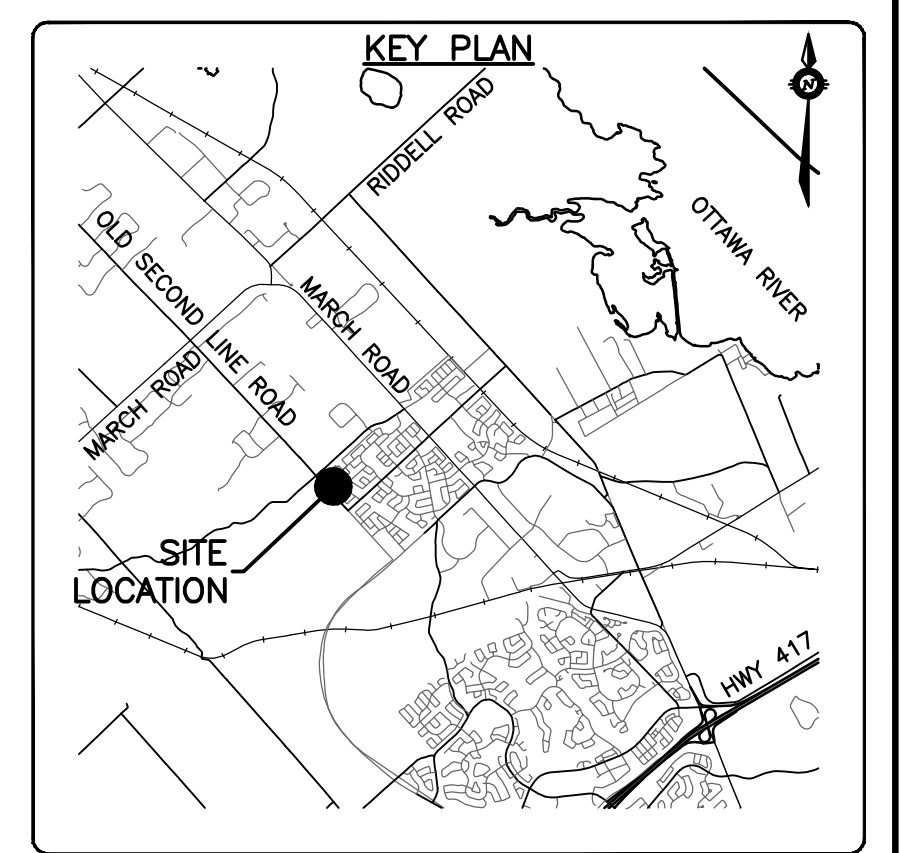 KEY PLAN
N
RIDDELL ROAD
OTTAWA RIVER
OLD SECOND LINE ROAD
MARCH ROAD
MARCH ROAD
SITE
LOCATION
HWY 417